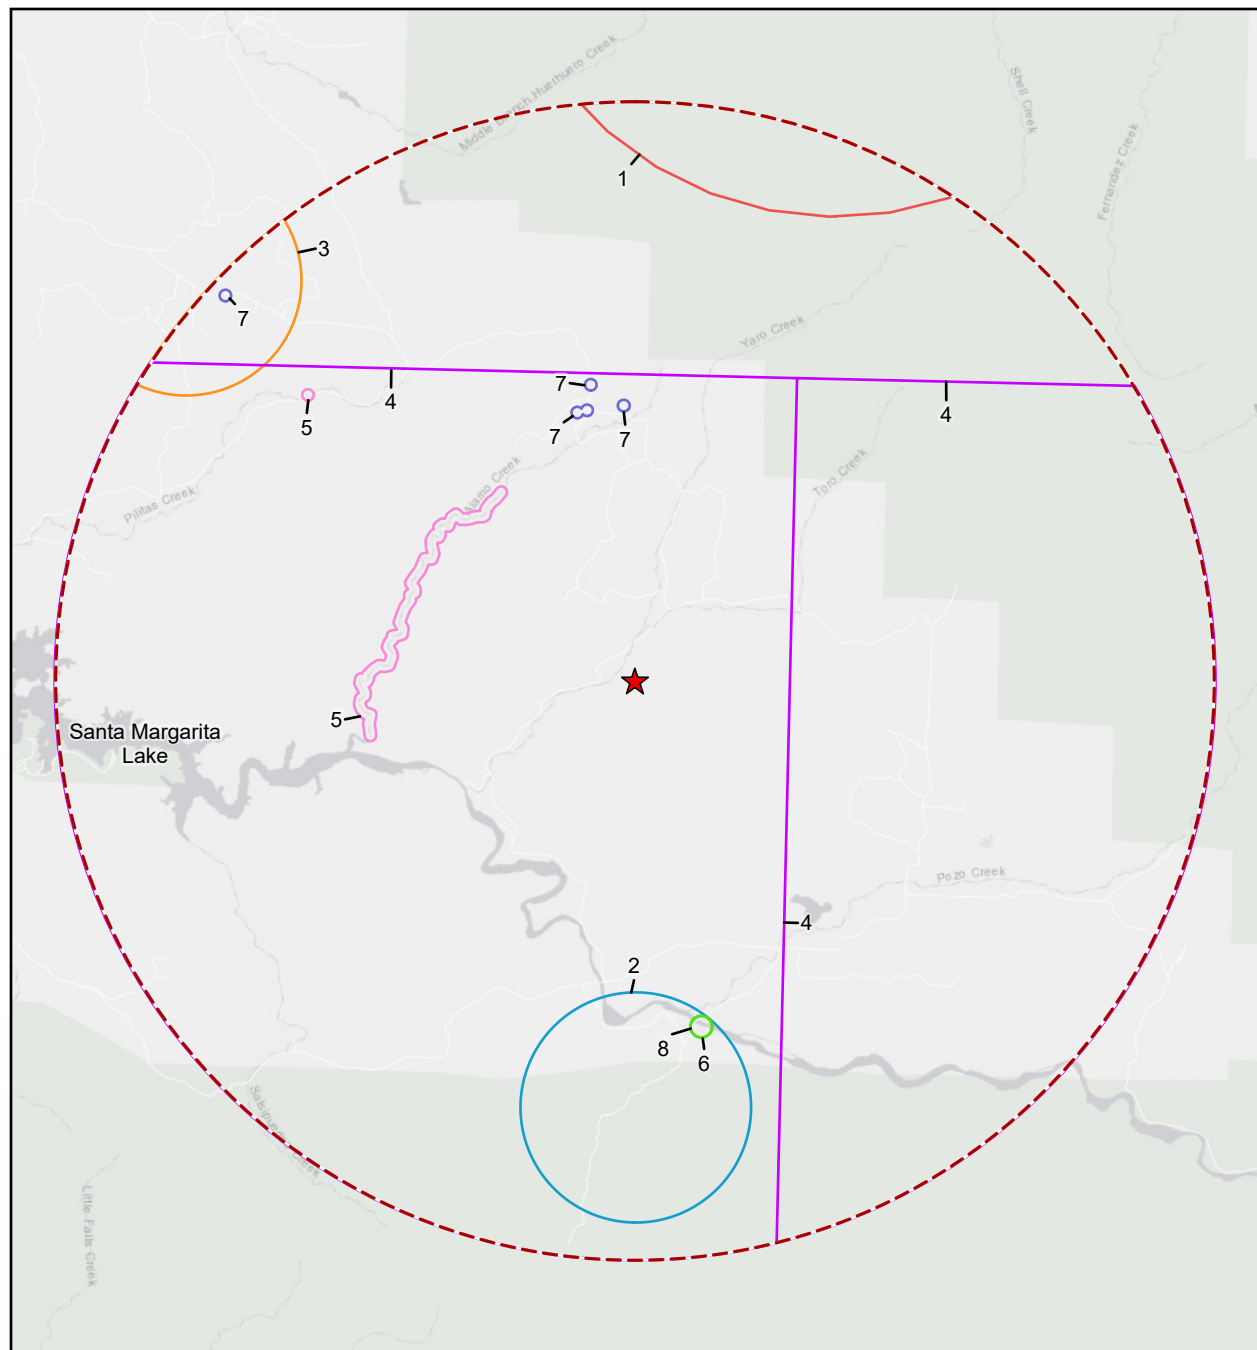 Middle Branch Huerhuero Creek
Shell Creek
Fernandez Creek
1
3
7
Yaro Creek
4
5
7
7
7
4
Toro Creek
Alamo Creek
Pilitas Creek
5
Santa Margarita
Lake
Pozo Creek
4
2
8
6
Salsipuedes Creek
Little Falls Creek